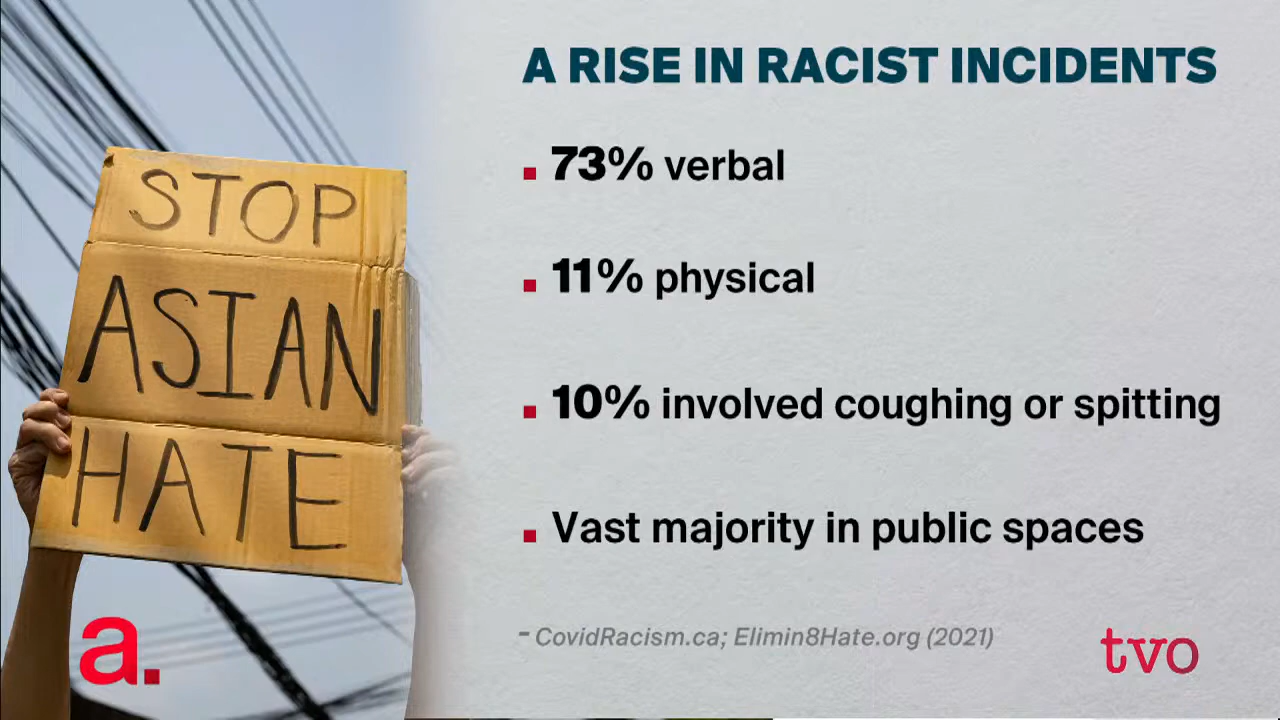 STOP
ASIAN
HATE
a.
A RISE IN RACIST INCIDENTS
▪ 73% verbal
▪ 11% physical
▪ 10% involved coughing or spitting
▪ Vast majority in public spaces
- CovidRacism.ca; Elimin8Hate.org (2021)
tvo